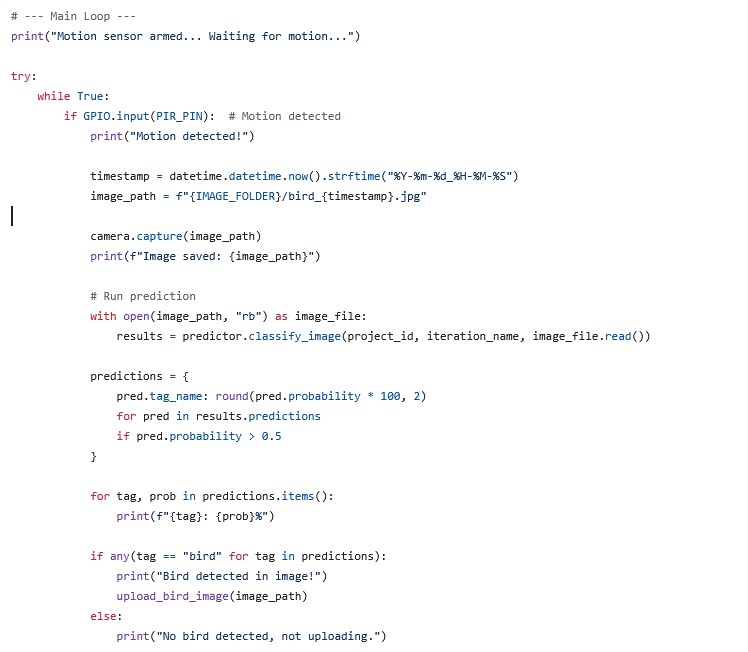 # --- Main Loop ---
print("Motion sensor armed... Waiting for motion...")
try:
while True:
if GPIO.input(PIR_PIN):  # Motion detected
print("Motion detected!")
timestamp = datetime.datetime.now().strftime("%Y-%m-%d_%H-%M-%S")
image_path = f"{IMAGE_FOLDER}/bird_{timestamp}.jpg"
camera.capture(image_path)
print(f"Image saved: {image_path}")
# Run prediction
with open(image_path, "rb") as image_file:
results = predictor.classify_image(project_id, iteration_name, image_file.read())
predictions = {
pred.tag_name: round(pred.probability * 100, 2)
for pred in results.predictions
if pred.probability > 0.5
}
for tag, prob in predictions.items():
print(f"{tag}: {prob}%")
if any(tag == "bird" for tag in predictions):
print("Bird detected in image!")
upload_bird_image(image_path)
else:
print("No bird detected, not uploading.")